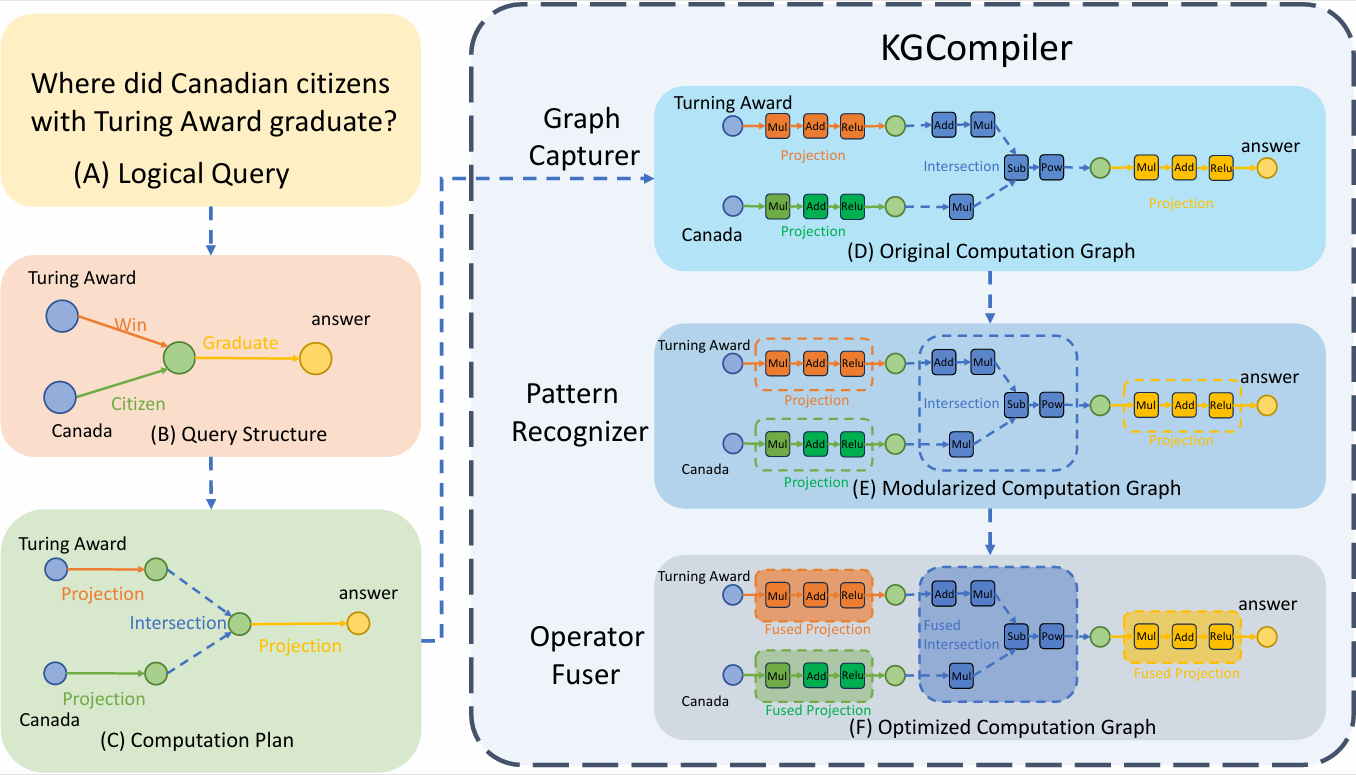 Where did Canadian citizens
with Turing Award graduate?
(A) Logical Query
Turing Award
Win
answer
Graduate
Citizen
Canada
(B) Query Structure
Turing Award
Projection
answer
Intersection
Projection
Projection
Canada
(C) Computation Plan
KGCompiler
Graph
Capturer
Turning Award
Mul Add Relu
Add Mul
Projection
Intersection
Sub Pow
answer
Mul Add Relu
Mul Add Relu
Mul
Projection
Projection
Canada
(D) Original Computation Graph
Pattern
Recognizer
Turning Award
Mul Add Relu
Add Mul
Projection
Intersection
Sub Pow
answer
Mul Add Relu
Mul Add Relu
Mul
Projection
Canada
Projection
(E) Modularized Computation Graph
Operator
Fuser
Turning Award
Mul Add Relu
Add Mul
Fused Projection
Fused
Intersection
Sub Pow
answer
Mul Add Relu
Mul Add Relu
Mul
Fused Projection
Canada
Fused Projection
(F) Optimized Computation Graph